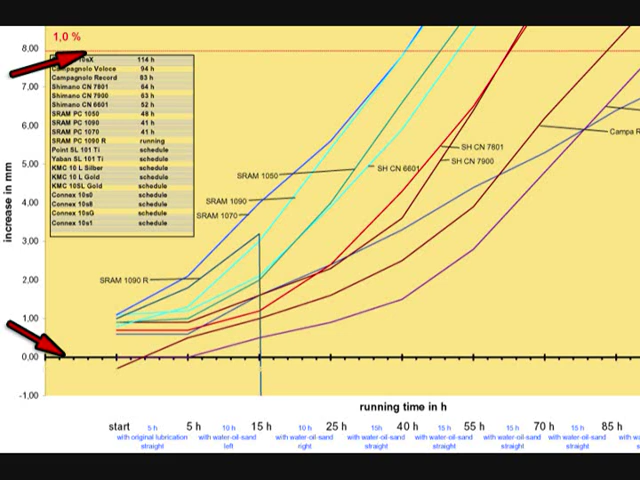 1,0 %
8,00
7,00
6,00
5,00
4,00
3,00
2,00
1,00
0,00
-1,00
increase in mm
10sX 114 h
Campagnolo Veloce 94 h
Campagnolo Record 83 h
Shimano CN 7801 64 h
Shimano CN 7900 63 h
Shimano CN 6601 52 h
SRAM PC 1050 48 h
SRAM PC 1090 41 h
SRAM PC 1070 41 h
SRAM PC 1090 R running
Point SL 101 Ti schedule
Yaban SL 101 Ti schedule
KMC 10 L Silber schedule
KMC 10 L Gold schedule
KMC 10SL Gold schedule
Connex 10s0 schedule
Connex 10s8 schedule
Connex 10sG schedule
Connex 10s1 schedule
SH CN 7801
SH CN 7900
SH CN 6601
SRAM 1050
SRAM 1090
SRAM 1070
SRAM 1090 R
Campa R
running time in h
start 5 h 5 h 10 h 15 h 10 h 25 h 15h 40 h 15 h 55 h 15 h 70 h 15 h 85 h
with original lubrication with water-oil-sand with water-oil-sand with water-oil-sand with water-oil-sand with water-oil-sand with water-oil-sand
straight left right straight straight straight straight